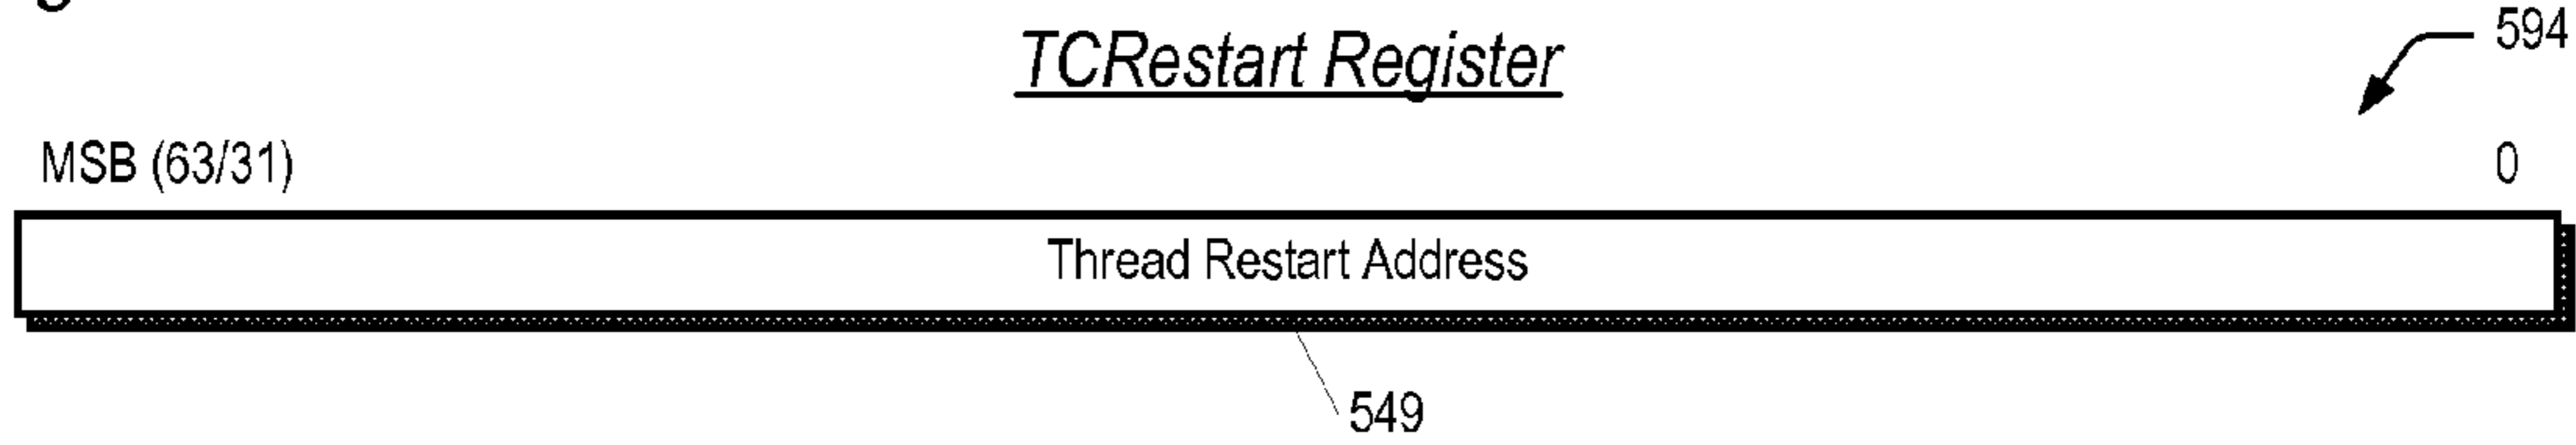 TCRestart Register
594
MSB (63/31) 0
Thread Restart Address
549